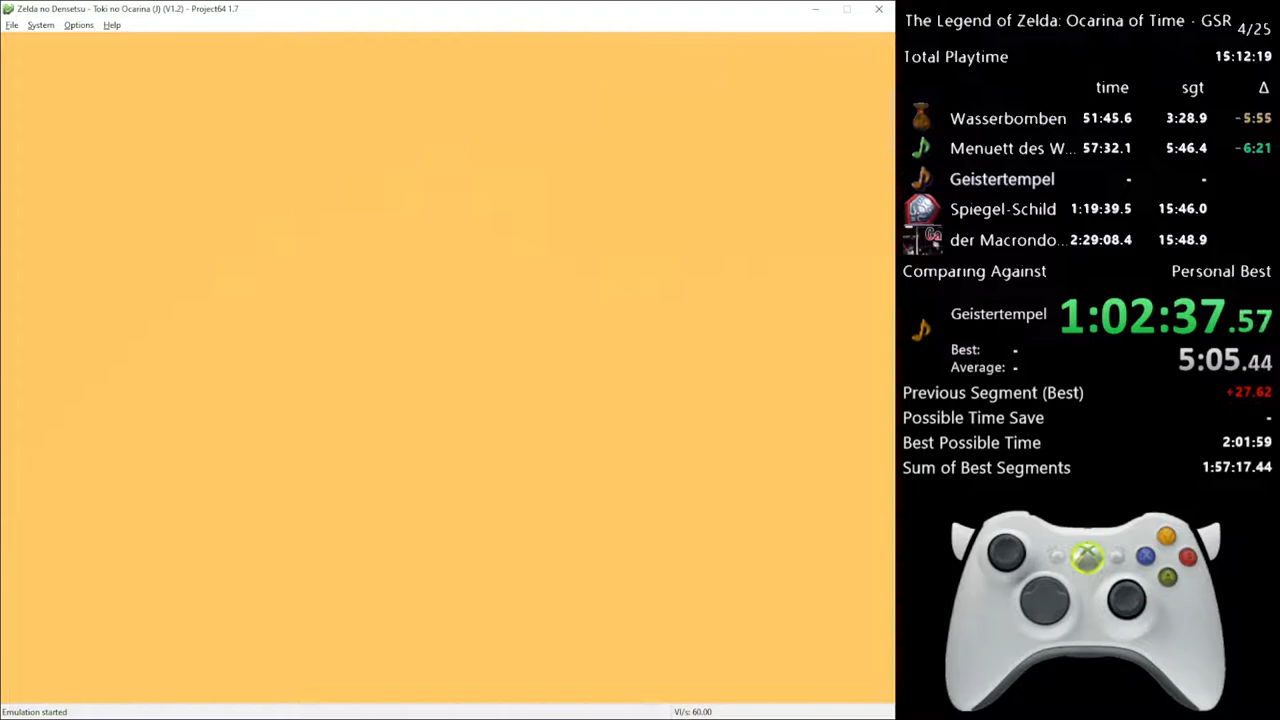 Zelda no Densetsu - Toki no Ocarina (J) (V1.2) - Project64 1.7
File System Options Help
Emulation started
VI/s: 60.00
The Legend of Zelda: Ocarina of Time · GSR
4/25
Total Playtime 15:12:19
time sgt Δ
Wasserbomben 51:45.6 3:28.9 -5:55
Menuett des W... 57:32.1 5:46.4 -6:21
Geistertempel - -
Spiegel-Schild 1:19:39.5 15:46.0
der Macrondo... 2:29:08.4 15:48.9
Comparing Against Personal Best
Geistertempel 1:02:37.57
Best: -
Average: -
5:05.44
Previous Segment (Best) +27.62
Possible Time Save -
Best Possible Time 2:01:59
Sum of Best Segments 1:57:17.44
Y
X
B
A